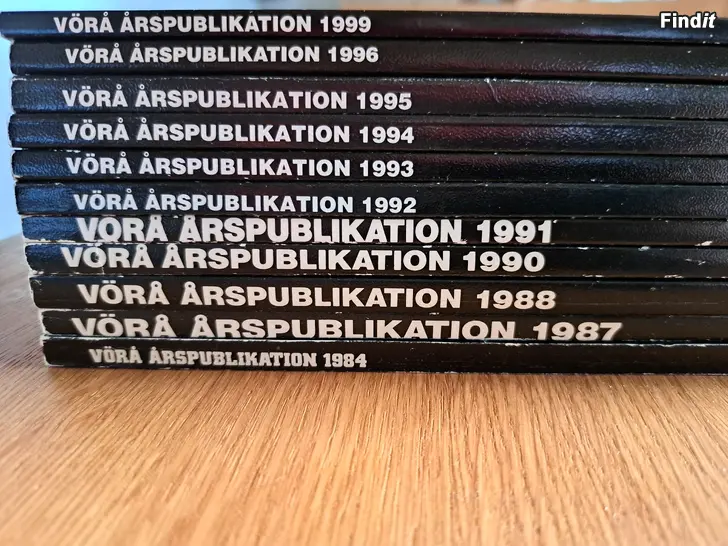 Findit
VÖRÅ ÅRSPUBLIKATION 1999
VÖRÅ ÅRSPUBLIKATION 1996
VÖRÅ ÅRSPUBLIKATION 1995
VÖRÅ ÅRSPUBLIKATION 1994
VÖRÅ ÅRSPUBLIKATION 1993
VÖRÅ ÅRSPUBLIKATION 1992
VÖRÅ ÅRSPUBLIKATION 1991
VÖRÅ ÅRSPUBLIKATION 1990
VÖRÅ ÅRSPUBLIKATION 1988
VÖRÅ ÅRSPUBLIKATION 1987
VÖRÅ ÅRSPUBLIKATION 1984